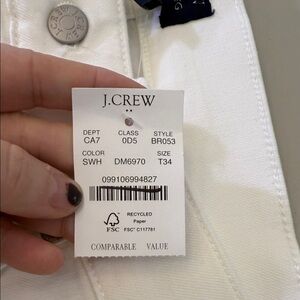 J.CREW
DEPT CLASS STYLE
CA7 0D5 BR053
COLOR SIZE
SWH DM6970 T34
099106994827
FSC
RECYCLED
Paper
FSC® C117781
COMPARABLE VALUE